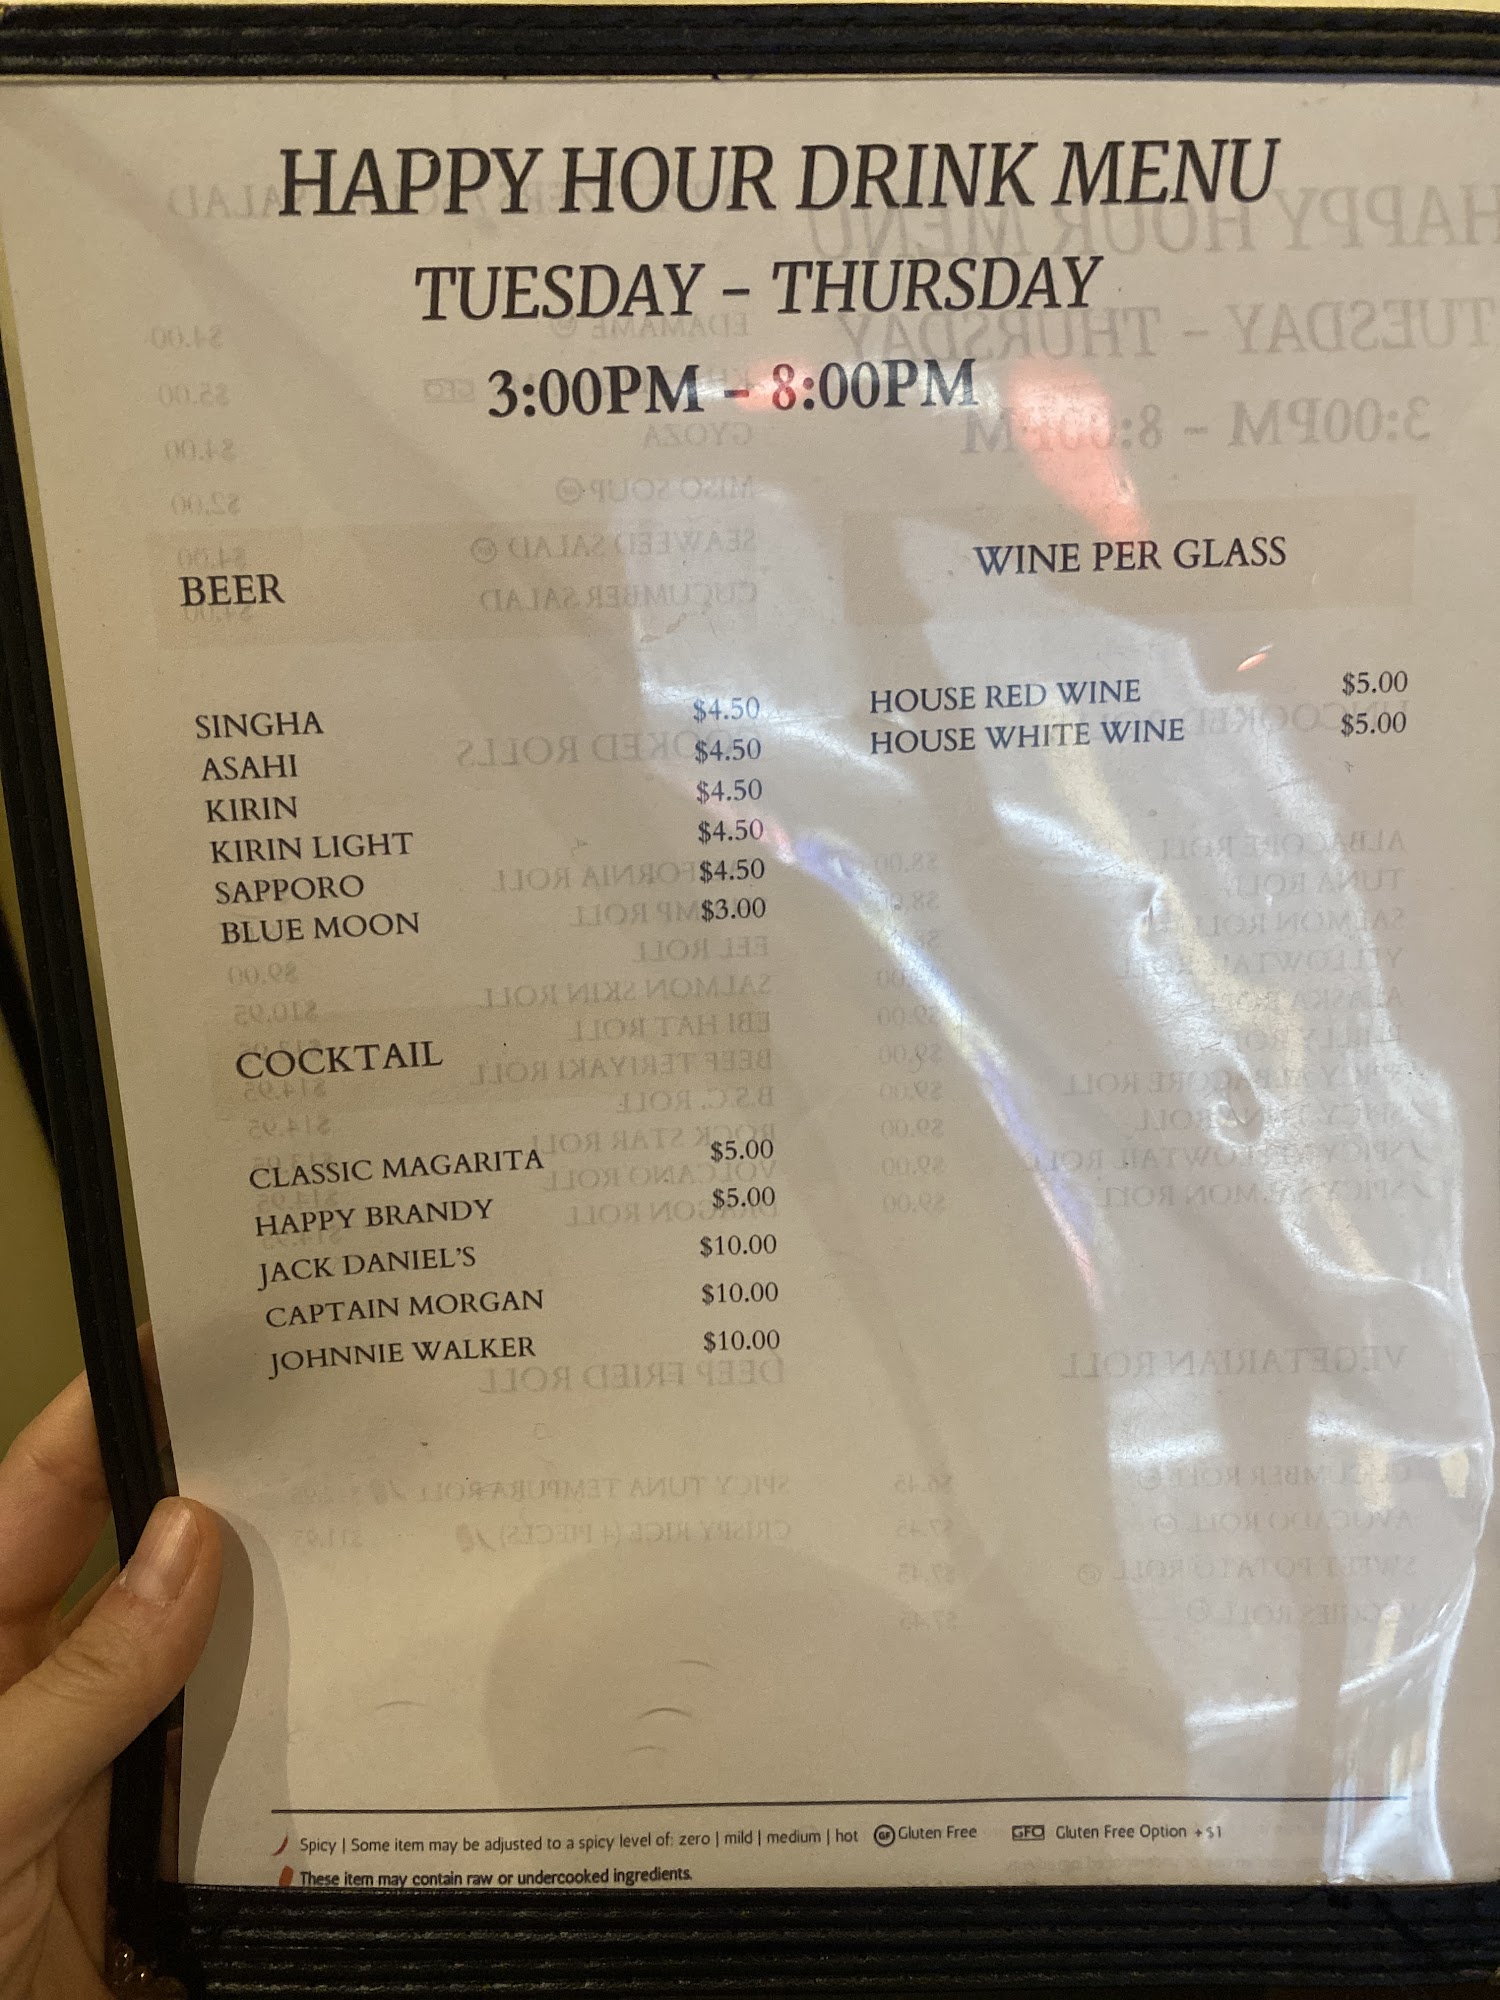 HAPPY HOUR DRINK MENU
TUESDAY – THURSDAY
3:00PM – 8:00PM
BEER
SINGHA $4.50
ASAHI $4.50
KIRIN $4.50
KIRIN LIGHT $4.50
SAPPORO $4.50
BLUE MOON $3.00
COCKTAIL
CLASSIC MAGARITA $5.00
HAPPY BRANDY $5.00
JACK DANIEL'S $10.00
CAPTAIN MORGAN $10.00
JOHNNIE WALKER $10.00
WINE PER GLASS
HOUSE RED WINE $5.00
HOUSE WHITE WINE $5.00
Spicy | Some item may be adjusted to a spicy level of: zero | mild | medium | hot GF Gluten Free GFO Gluten Free Option +$1
These item may contain raw or undercooked ingredients.